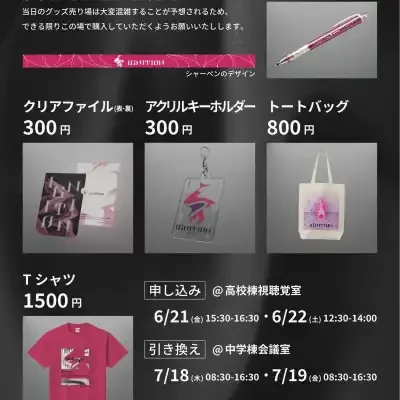 当日のグッズ売り場は大変混雑することが予想されるため、
できる限りこの場で購入していただくようお願いいたします。
シャーペンのデザイン
クリアファイル(表・裏)
300円
アクリルキーホルダー
300円
トートバッグ
800円
Tシャツ
1500円
申し込み @高校棟視聴覚室
6/21(金) 15:30-16:30・6/22(土) 12:30-14:00
引き換え @中学棟会議室
7/18(木) 08:30-16:30・7/19(金) 08:30-16:30